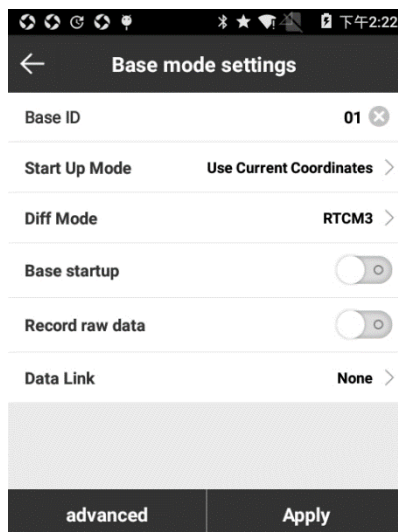 下午2:22
Base mode settings
Base ID 01
Start Up Mode Use Current Coordinates
Diff Mode RTCM3
Base startup
Record raw data
Data Link None
advanced Apply